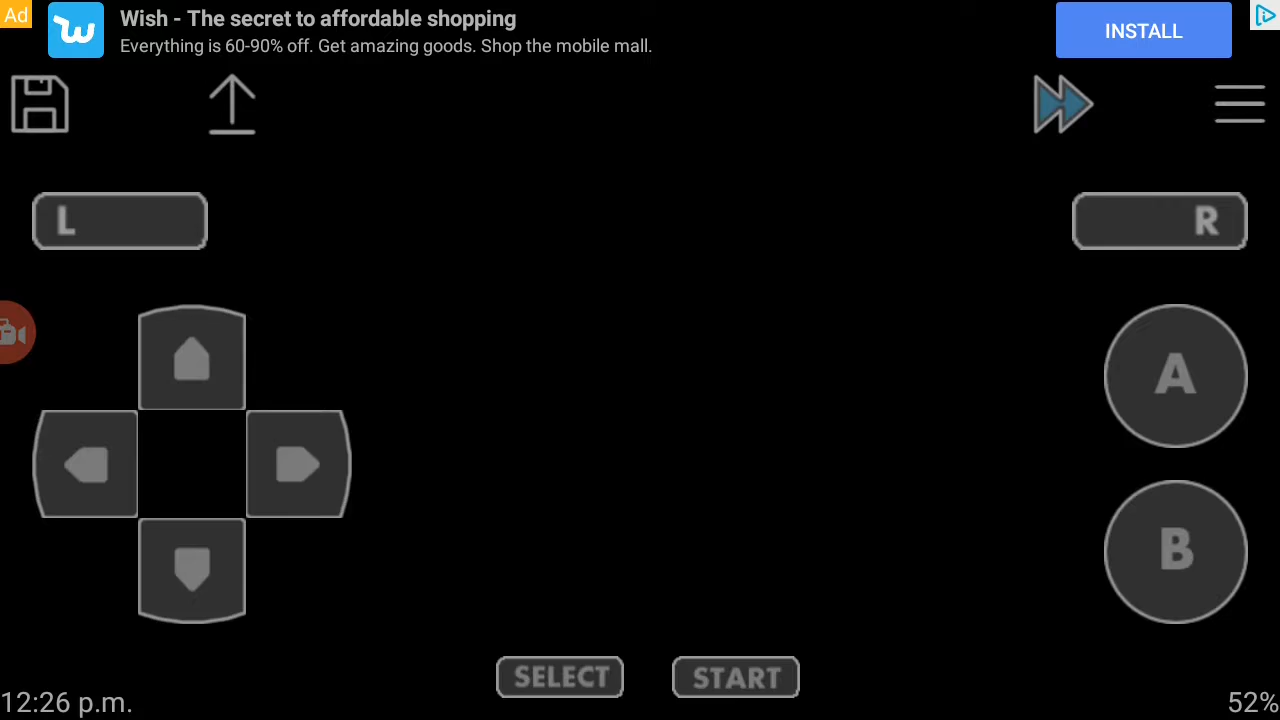 Ad
Wish - The secret to affordable shopping
Everything is 60-90% off. Get amazing goods. Shop the mobile mall.
INSTALL
L
R
A
B
SELECT
START
12:26 p.m.
52%